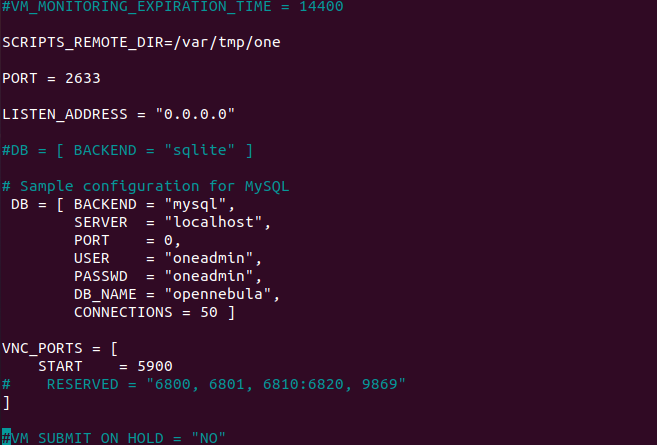 #VM_MONITORING_EXPIRATION_TIME = 14400
SCRIPTS_REMOTE_DIR=/var/tmp/one
PORT = 2633
LISTEN_ADDRESS = "0.0.0.0"
#DB = [ BACKEND = "sqlite" ]
# Sample configuration for MySQL
 DB = [ BACKEND = "mysql",
        SERVER  = "localhost",
        PORT    = 0,
        USER    = "oneadmin",
        PASSWD  = "oneadmin",
        DB_NAME = "opennebula",
        CONNECTIONS = 50 ]
VNC_PORTS = [
    START    = 5900
#    RESERVED = "6800, 6801, 6810:6820, 9869"
]
#VM_SUBMIT_ON_HOLD = "NO"